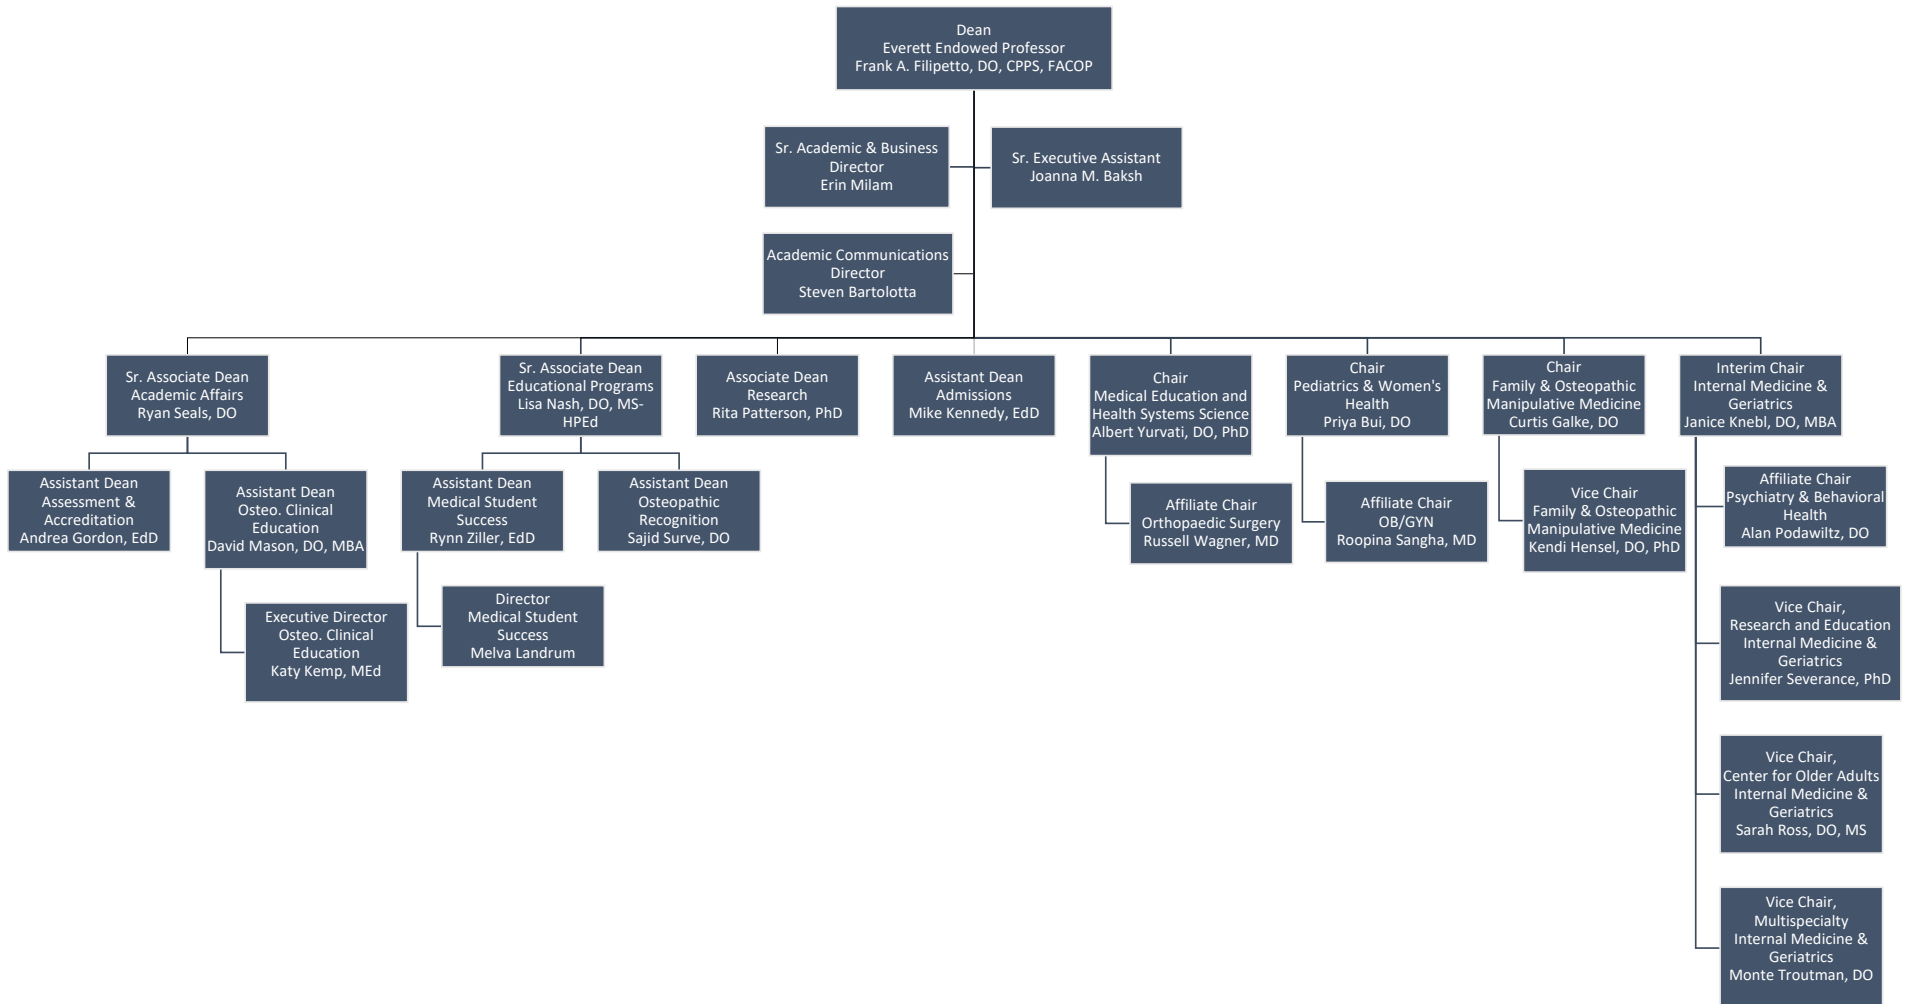 Dean
Everett Endowed Professor
Frank A. Filipetto, DO, CPPS, FACOP
Sr. Academic & Business
Director
Erin Milam
Sr. Executive Assistant
Joanna M. Baksh
Academic Communications
Director
Steven Bartolotta
Sr. Associate Dean
Academic Affairs
Ryan Seals, DO
Sr. Associate Dean
Educational Programs
Lisa Nash, DO, MS-
HPEd
Associate Dean
Research
Rita Patterson, PhD
Assistant Dean
Admissions
Mike Kennedy, EdD
Chair
Medical Education and
Health Systems Science
Albert Yurvati, DO, PhD
Chair
Pediatrics & Women's
Health
Priya Bui, DO
Chair
Family & Osteopathic
Manipulative Medicine
Curtis Galke, DO
Interim Chair
Internal Medicine &
Geriatrics
Janice Knebl, DO, MBA
Assistant Dean
Assessment &
Accreditation
Andrea Gordon, EdD
Assistant Dean
Osteo. Clinical
Education
David Mason, DO, MBA
Assistant Dean
Medical Student
Success
Rynn Ziller, EdD
Assistant Dean
Osteopathic
Recognition
Sajid Surve, DO
Affiliate Chair
Orthopaedic Surgery
Russell Wagner, MD
Affiliate Chair
OB/GYN
Roopina Sangha, MD
Vice Chair
Family & Osteopathic
Manipulative Medicine
Kendi Hensel, DO, PhD
Affiliate Chair
Psychiatry & Behavioral
Health
Alan Podawiltz, DO
Executive Director
Osteo. Clinical
Education
Katy Kemp, MEd
Director
Medical Student
Success
Melva Landrum
Vice Chair,
Research and Education
Internal Medicine &
Geriatrics
Jennifer Severance, PhD
Vice Chair,
Center for Older Adults
Internal Medicine &
Geriatrics
Sarah Ross, DO, MS
Vice Chair,
Multispecialty
Internal Medicine &
Geriatrics
Monte Troutman, DO